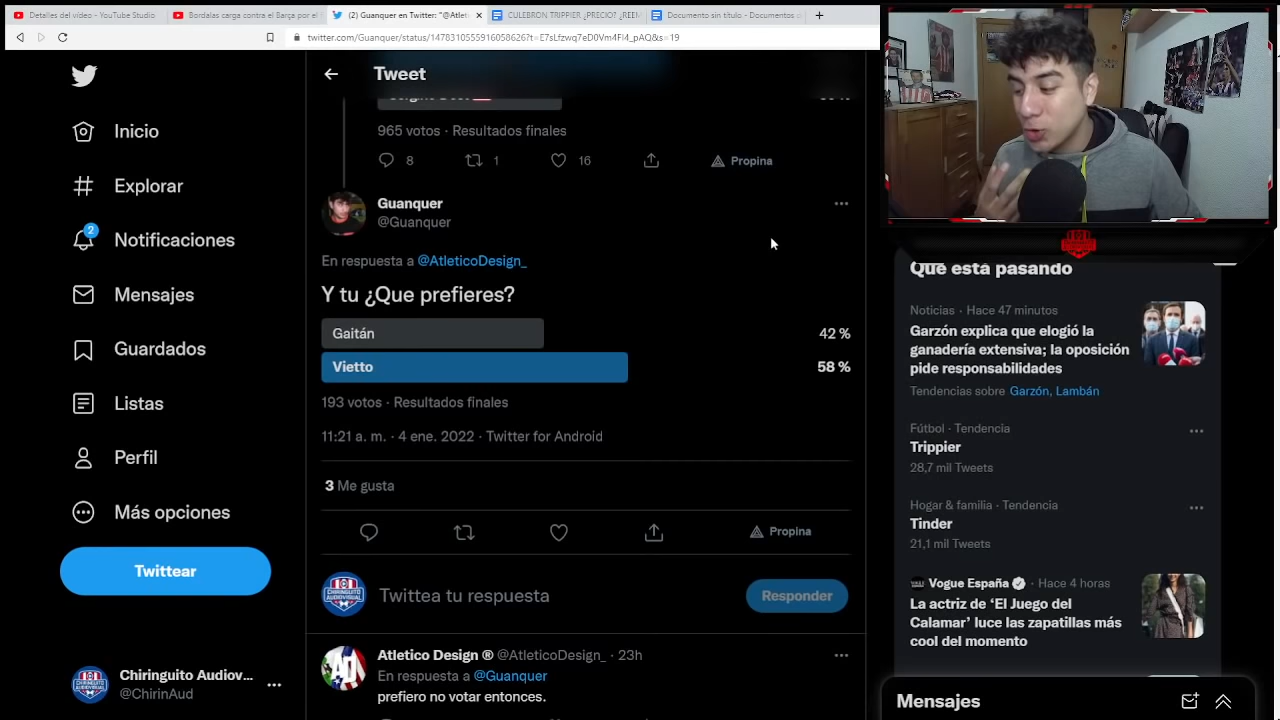 Detalles del vídeo - YouTube Studio
Bordalas carga contra el Barça por el
(2) Guanquer en Twitter: "@Atleti
CULEBRON TRIPPIER ¿PRECIO? ¿REEM
Documento sin título - Documentos d
twitter.com/Guanquer/status/1478310555916058626?t=E7sLfzwq7eD0Vm4Fl4_pAQ&s=19
Inicio
Explorar
2
Notificaciones
Mensajes
Guardados
Listas
Perfil
Más opciones
Twittear
Chiringuito Audiov...
@ChirinAud
Tweet
965 votos · Resultados finales
8 1 16 Propina
Guanquer
@Guanquer
En respuesta a @AtleticoDesign_
Y tu ¿Que prefieres?
Gaitán 42 %
Vietto 58 %
193 votos · Resultados finales
11:21 a. m. · 4 ene. 2022 · Twitter for Android
3 Me gusta
Propina
Twittea tu respuesta
Responder
Atletico Design ® @AtleticoDesign_ · 23h
En respuesta a @Guanquer
prefiero no votar entonces.
Qué está pasando
Noticias · Hace 47 minutos
Garzón explica que elogió la
ganadería extensiva; la oposición
pide responsabilidades
Tendencias sobre Garzón, Lambán
Fútbol · Tendencia
Trippier
28,7 mil Tweets
Hogar & familia · Tendencia
Tinder
21,1 mil Tweets
Vogue España · Hace 4 horas
La actriz de ‘El Juego del
Calamar’ luce las zapatillas más
cool del momento
Mensajes